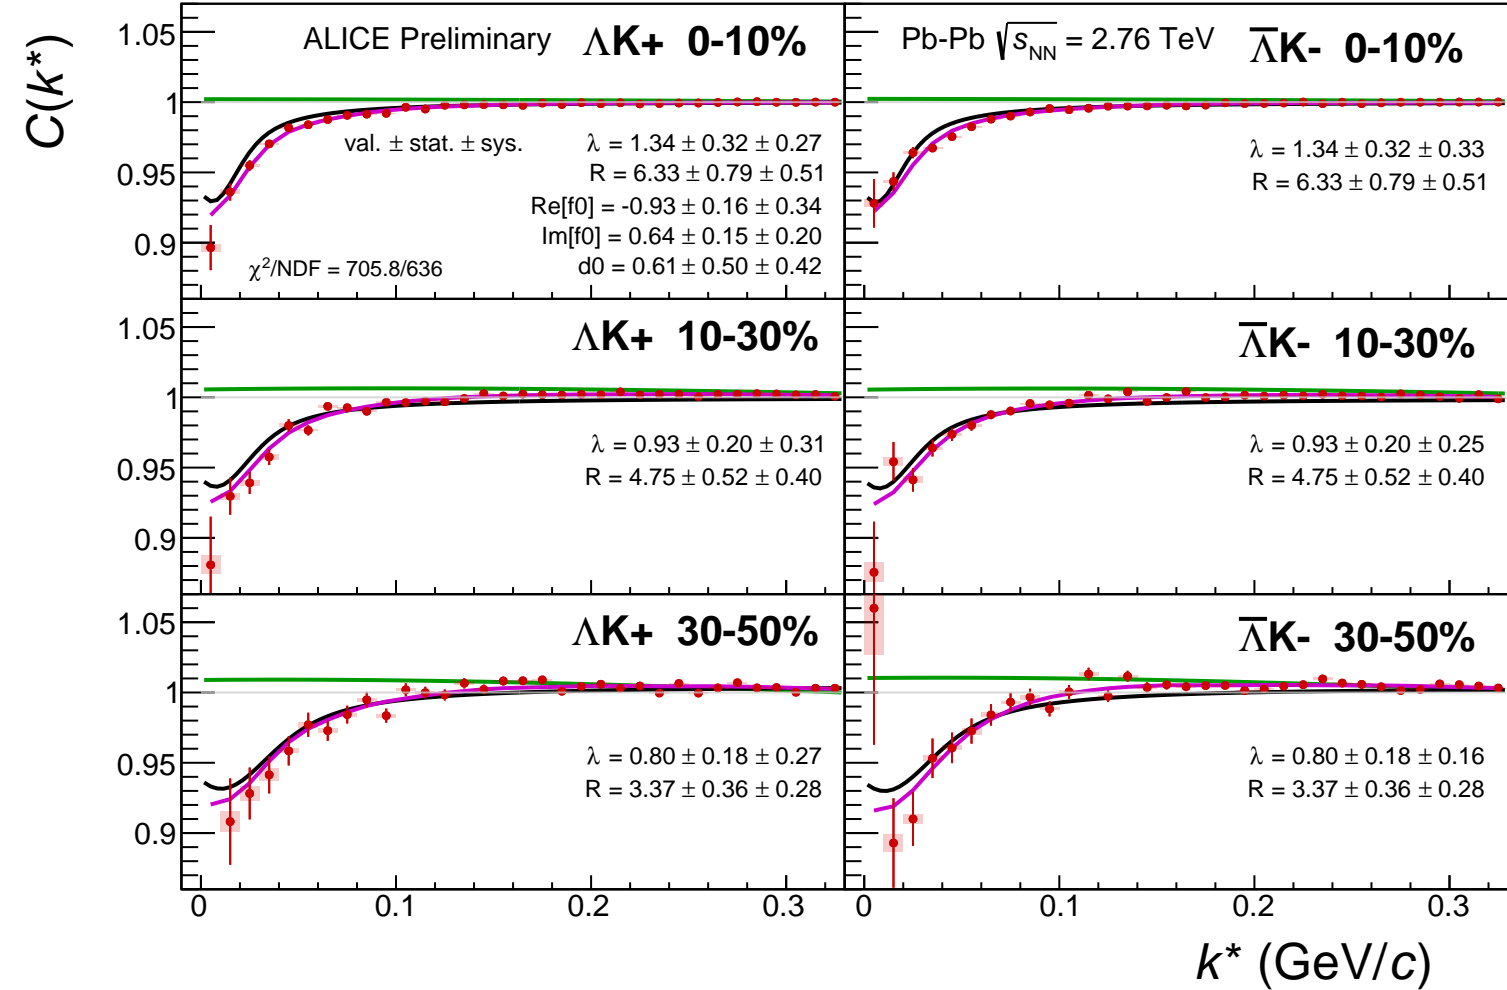 C(k*)
ALICE Preliminary ΛK+ 0-10%
1.05
1
0.95
0.9
val. ± stat. ± sys.
λ = 1.34 ± 0.32 ± 0.27
R = 6.33 ± 0.79 ± 0.51
Re[f0] = -0.93 ± 0.16 ± 0.34
Im[f0] = 0.64 ± 0.15 ± 0.20
d0 = 0.61 ± 0.50 ± 0.42
χ²/NDF = 705.8/636
Pb-Pb √s_NN = 2.76 TeV Λ̅K- 0-10%
λ = 1.34 ± 0.32 ± 0.33
R = 6.33 ± 0.79 ± 0.51
ΛK+ 10-30%
1.05
1
0.95
0.9
λ = 0.93 ± 0.20 ± 0.31
R = 4.75 ± 0.52 ± 0.40
Λ̅K- 10-30%
λ = 0.93 ± 0.20 ± 0.25
R = 4.75 ± 0.52 ± 0.40
ΛK+ 30-50%
1.05
1
0.95
0.9
λ = 0.80 ± 0.18 ± 0.27
R = 3.37 ± 0.36 ± 0.28
Λ̅K- 30-50%
λ = 0.80 ± 0.18 ± 0.16
R = 3.37 ± 0.36 ± 0.28
0 0.1 0.2 0.3
0 0.1 0.2 0.3
k* (GeV/c)